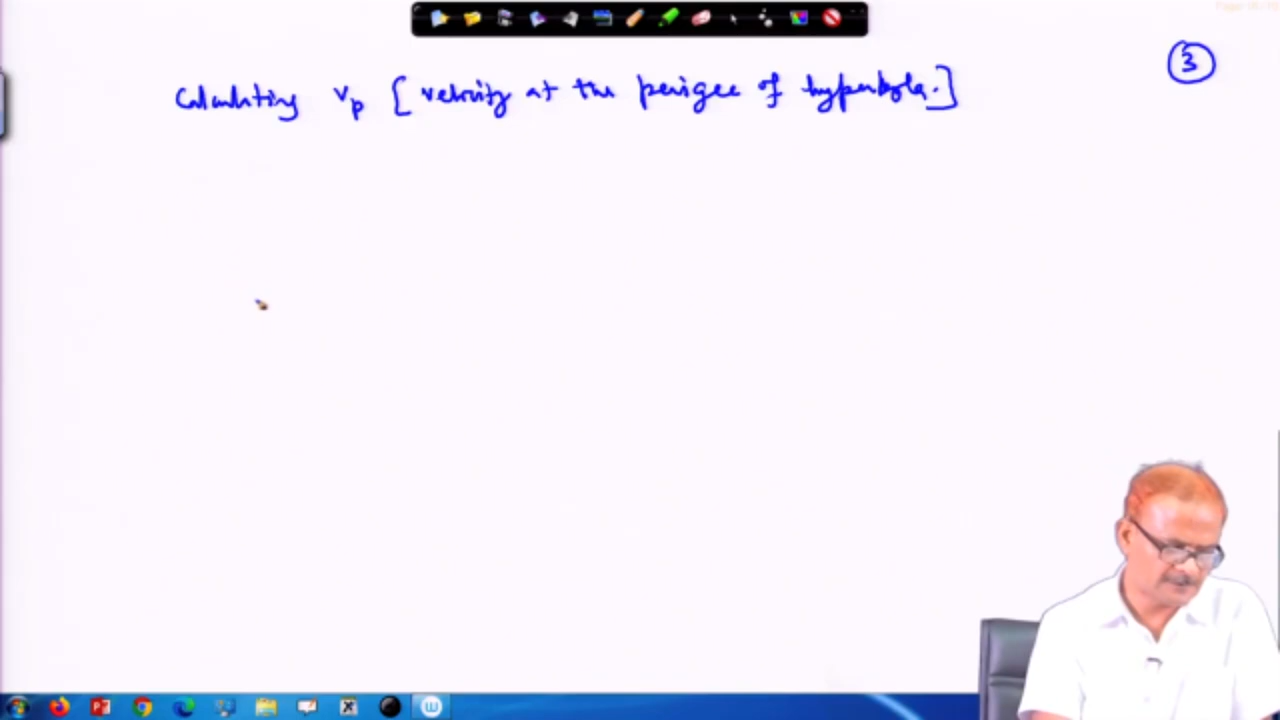 Calculating vp [velocity at the perigee of hyperbola.]
3